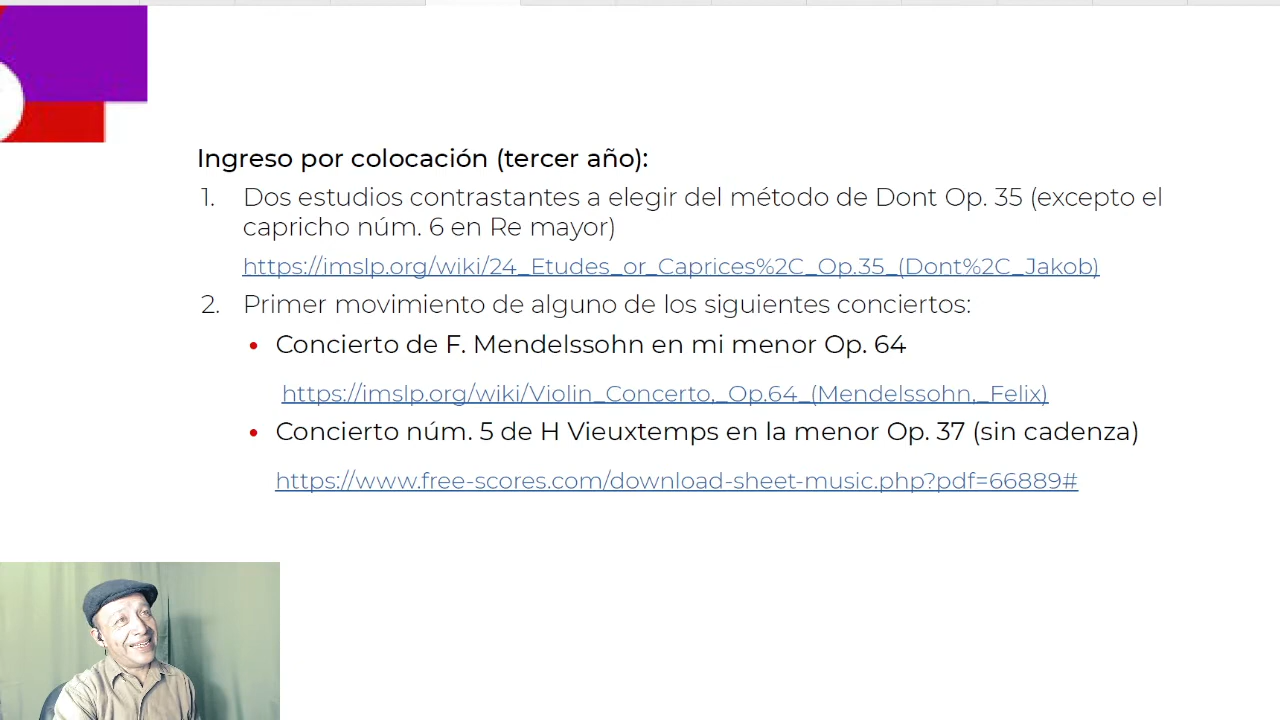 Ingreso por colocación (tercer año):
1. Dos estudios contrastantes a elegir del método de Dont Op. 35 (excepto el
capricho núm. 6 en Re mayor)
https://imslp.org/wiki/24_Etudes_or_Caprices%2C_Op.35_(Dont%2C_Jakob)
2. Primer movimiento de alguno de los siguientes conciertos:
• Concierto de F. Mendelssohn en mi menor Op. 64
https://imslp.org/wiki/Violin_Concerto,_Op.64_(Mendelssohn,_Felix)
• Concierto núm. 5 de H Vieuxtemps en la menor Op. 37 (sin cadenza)
https://www.free-scores.com/download-sheet-music.php?pdf=66889#